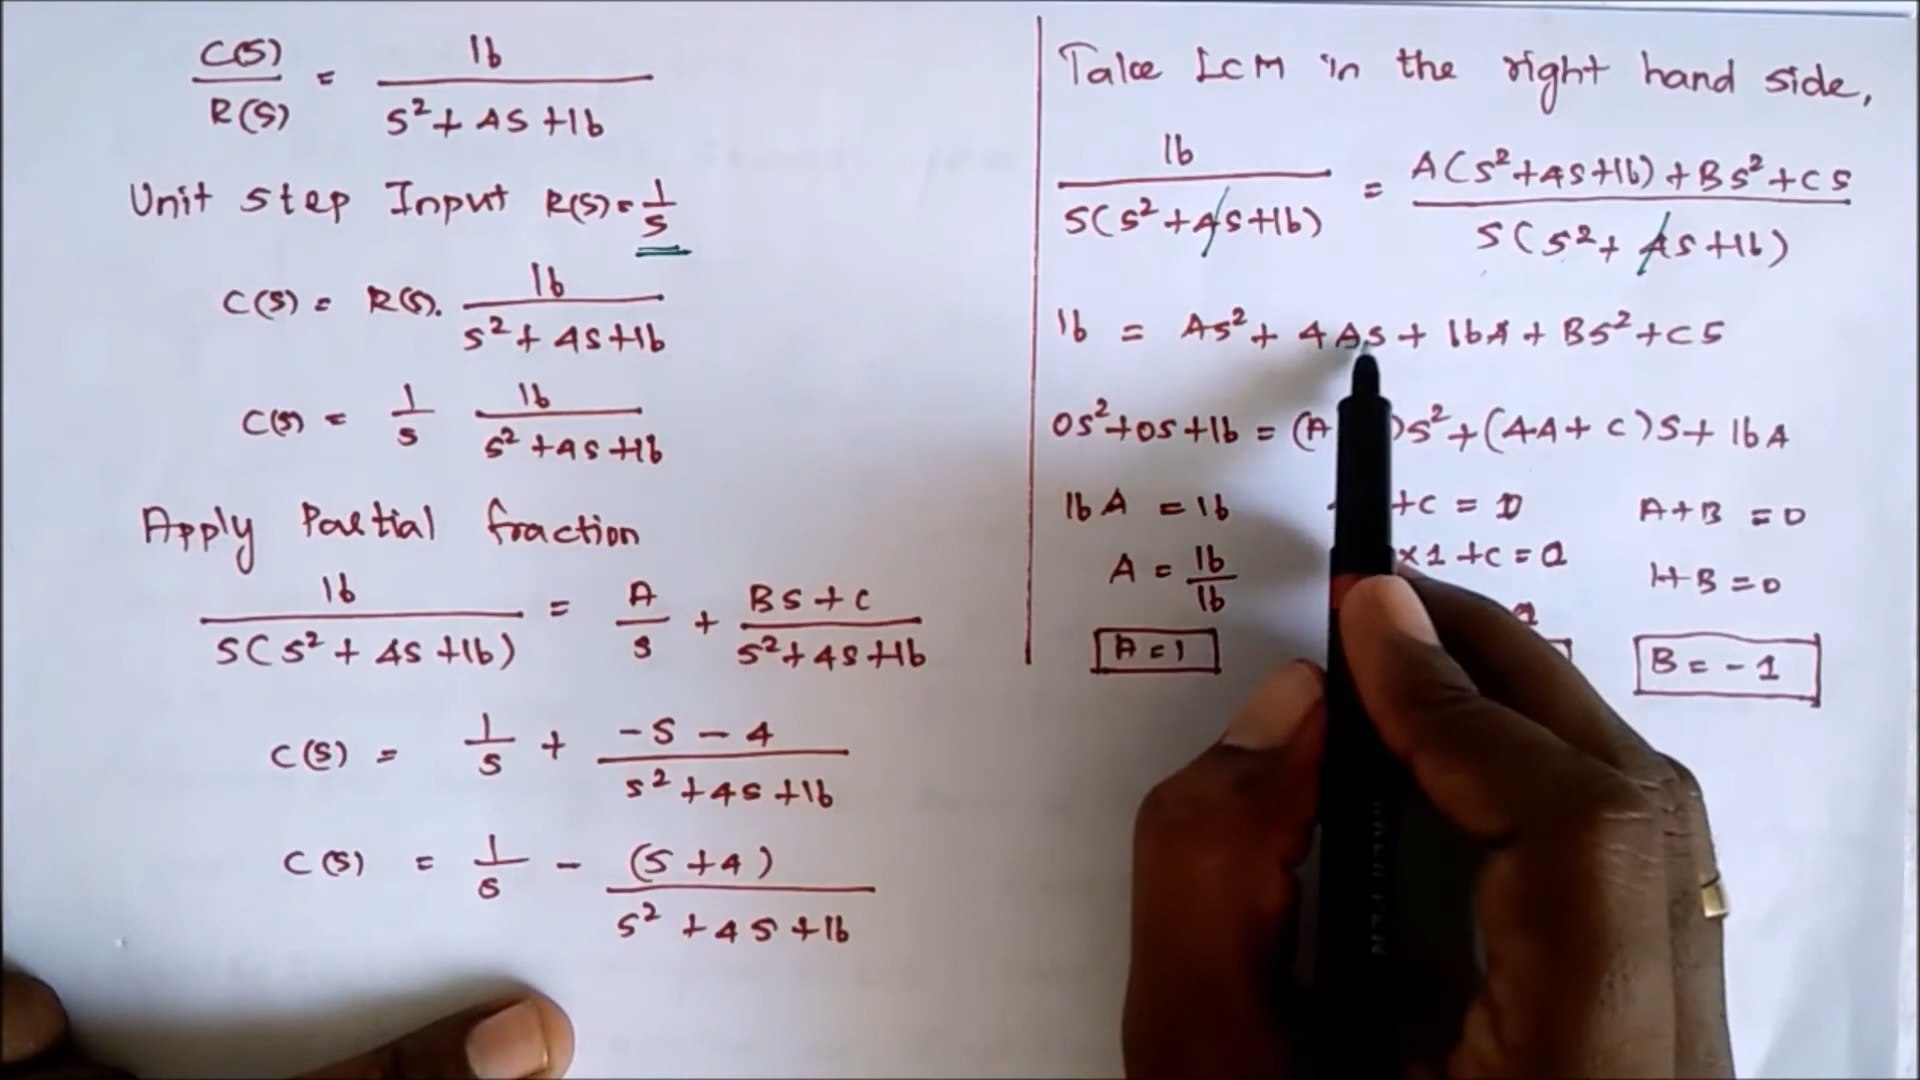 C(S)/R(S) = 16/(S²+4S+16)
Unit Step Input R(S) = 1/S
C(S) = R(S). 16/(S²+4S+16)
C(S) = 1/S 16/(S²+4S+16)
Apply Partial fraction
16/(S(S²+4S+16)) = A/S + (BS+C)/(S²+4S+16)
C(S) = 1/S + (-S-4)/(S²+4S+16)
C(S) = 1/S - (S+4)/(S²+4S+16)
Take LCM in the right hand side,
16/(S(S²+4S+16)) = (A(S²+4S+16)+BS²+CS)/(S(S²+4S+16))
16 = AS²+4AS+16A+BS²+CS
0S²+0S+16 = (A )S²+(4A+C)S+16A
16A = 16
A = 16/16
A=1
+C = 0
×1+C=0
A+B=0
1+B=0
B=-1